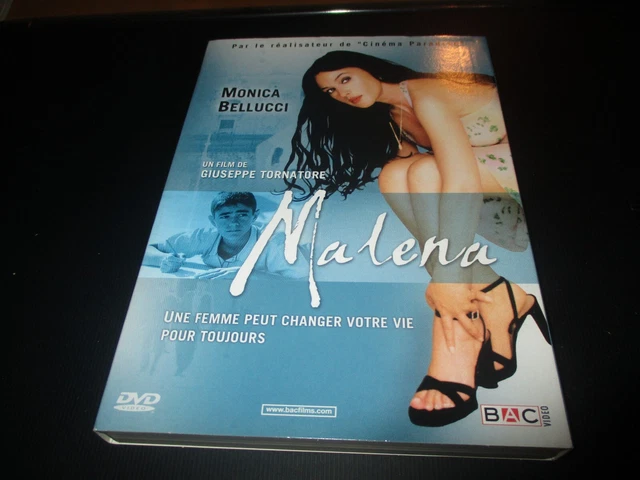 Par le réalisateur de "Cinéma
MONICA
BELLUCCI
UN FILM DE
GIUSEPPE TORNATORE
Malena
UNE FEMME PEUT CHANGER VOTRE VIE
POUR TOUJOURS
DVD
VIDEO
www.bacfilms.com
BAC
VIDEO